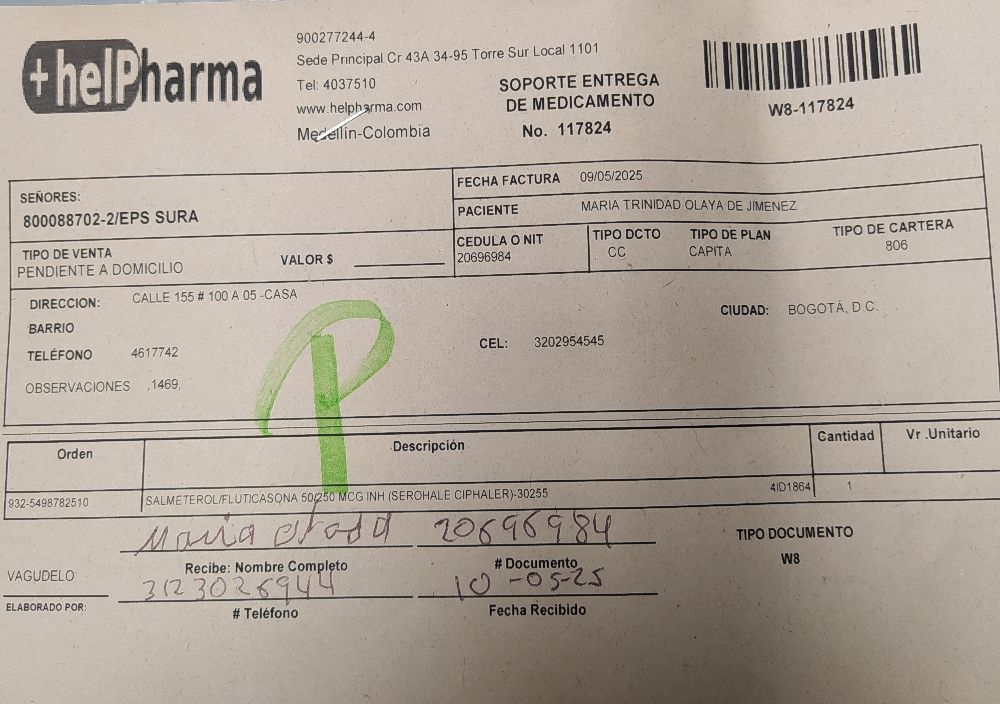 +helPharma
900277244-4
Sede Principal Cr 43A 34-95 Torre Sur Local 1101
Tel: 4037510
www.helpharma.com
Medellin-Colombia
SOPORTE ENTREGA
DE MEDICAMENTO
No. 117824
W8-117824
SEÑORES:
800088702-2/EPS SURA
FECHA FACTURA 09/05/2025
PACIENTE MARIA TRINIDAD OLAYA DE JIMENEZ
TIPO DE VENTA
PENDIENTE A DOMICILIO
VALOR $
CEDULA O NIT
20696984
TIPO DCTO
CC
TIPO DE PLAN
CAPITA
TIPO DE CARTERA
806
DIRECCION: CALLE 155 # 100 A 05 -CASA
CIUDAD: BOGOTÁ, D.C.
BARRIO
TELÉFONO 4617742
CEL: 3202954545
OBSERVACIONES .1469,
P
Orden Descripción Cantidad Vr .Unitario
932-5498782510 SALMETEROL/FLUTICASONA 50/250 MCG INH (SEROHALE CIPHALER)-30255 4ID1864 1
Maria 20696984
Recibe: Nombre Completo # Documento
TIPO DOCUMENTO
W8
VAGUDELO
3123026944 10-05-25
ELABORADO POR: # Teléfono Fecha Recibido